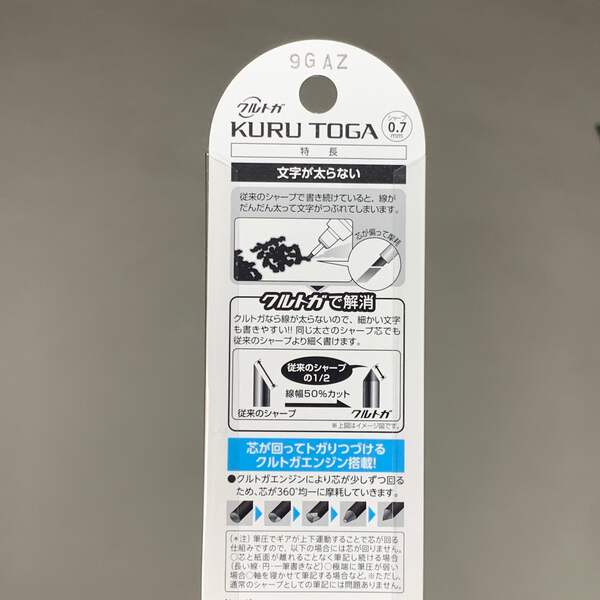 9G AZ
クルトガ
KURU TOGA
シャープ
0.7
mm
特 長
文字が太らない
従来のシャープで書き続けていると、線が
だんだん太って文字がつぶれてしまいます。
芯が偏って摩耗
クルトガで解消
クルトガなら線が太らないので、細かい文字
も書きやすい!! 同じ太さのシャープ芯でも
従来のシャープより細く書けます。
従来のシャープ
の1/2
線幅50%カット
従来のシャープ
クルトガ
※上図はイメージ図です。
芯が回ってトガりつづける
クルトガエンジン搭載!
●クルトガエンジンにより芯が少しずつ回る
ため、芯が360°均一に摩耗していきます。
(*注) 筆圧でギアが上下運動することで芯が回る
仕組みですので、以下の場合には芯が回りません。
○芯と紙面が離れることなく筆記し続ける場合
(長い線・円・一筆書きなど)○極端に筆圧が弱い
場合○軸を寝かせて筆記する場合など。※ただし、
通常のシャープとしての筆記には問題ありません。